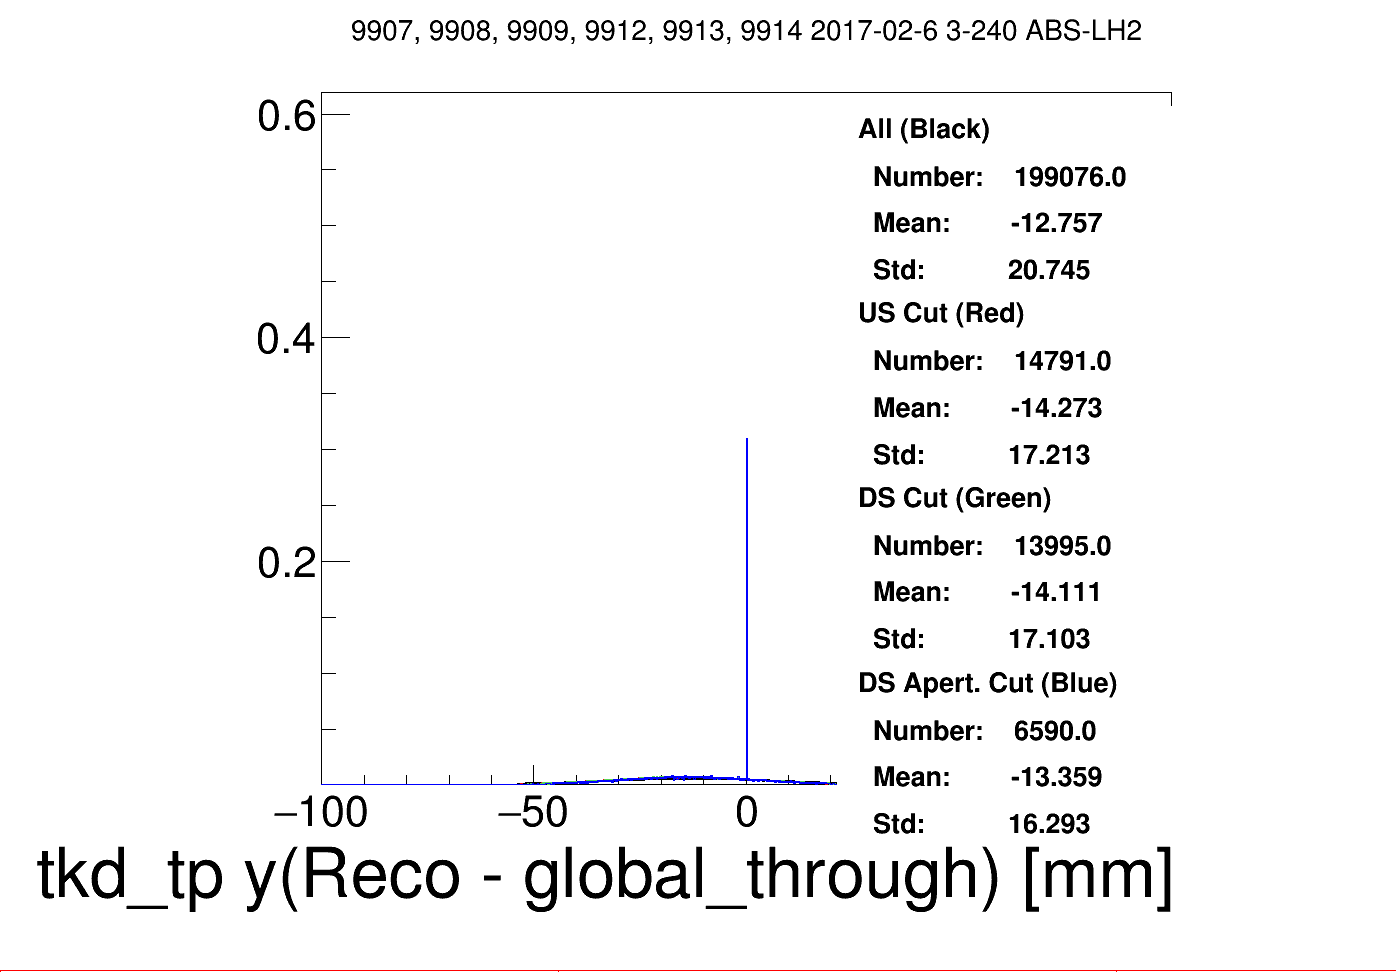 9907, 9908, 9909, 9912, 9913, 9914 2017-02-6 3-240 ABS-LH2
0.6
0.4
0.2
−100 −50 0
All (Black)
Number: 199076.0
Mean: -12.757
Std: 20.745
US Cut (Red)
Number: 14791.0
Mean: -14.273
Std: 17.213
DS Cut (Green)
Number: 13995.0
Mean: -14.111
Std: 17.103
DS Apert. Cut (Blue)
Number: 6590.0
Mean: -13.359
Std: 16.293
tkd_tp y(Reco - global_through) [mm]